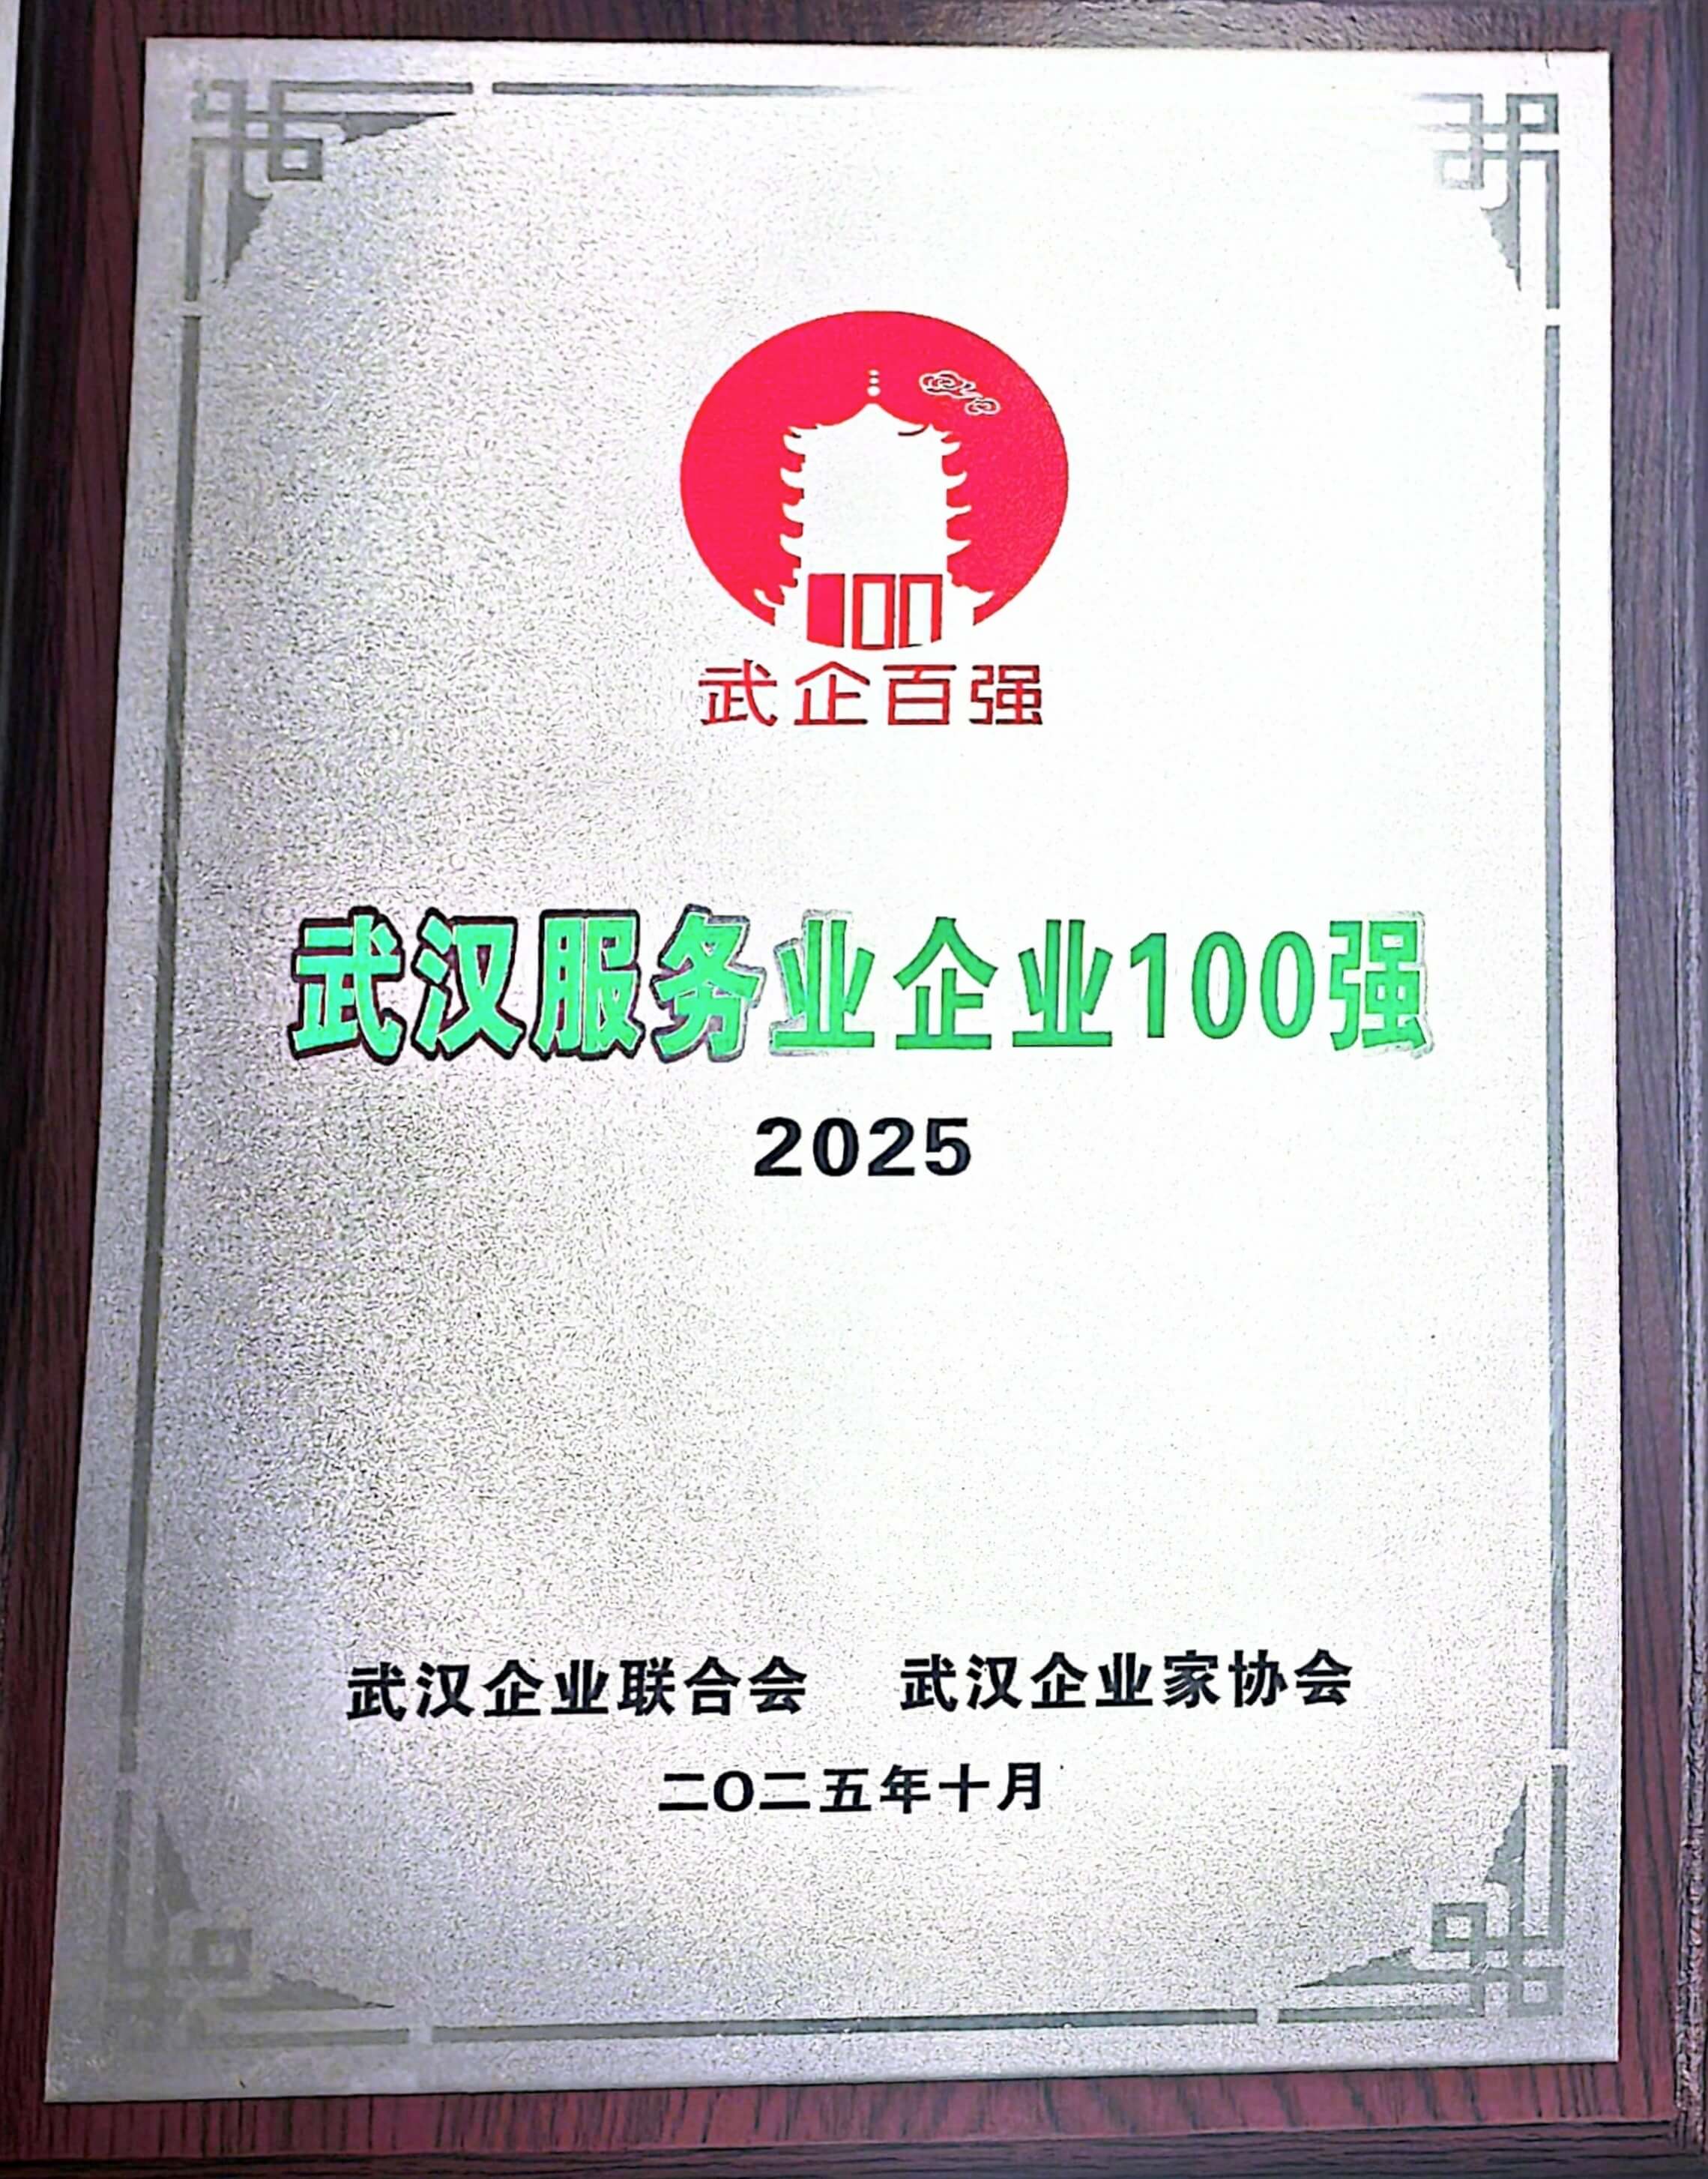 100
武企百强
武汉服务业企业100强
2025
武汉企业联合会 武汉企业家协会
二〇二五年十月